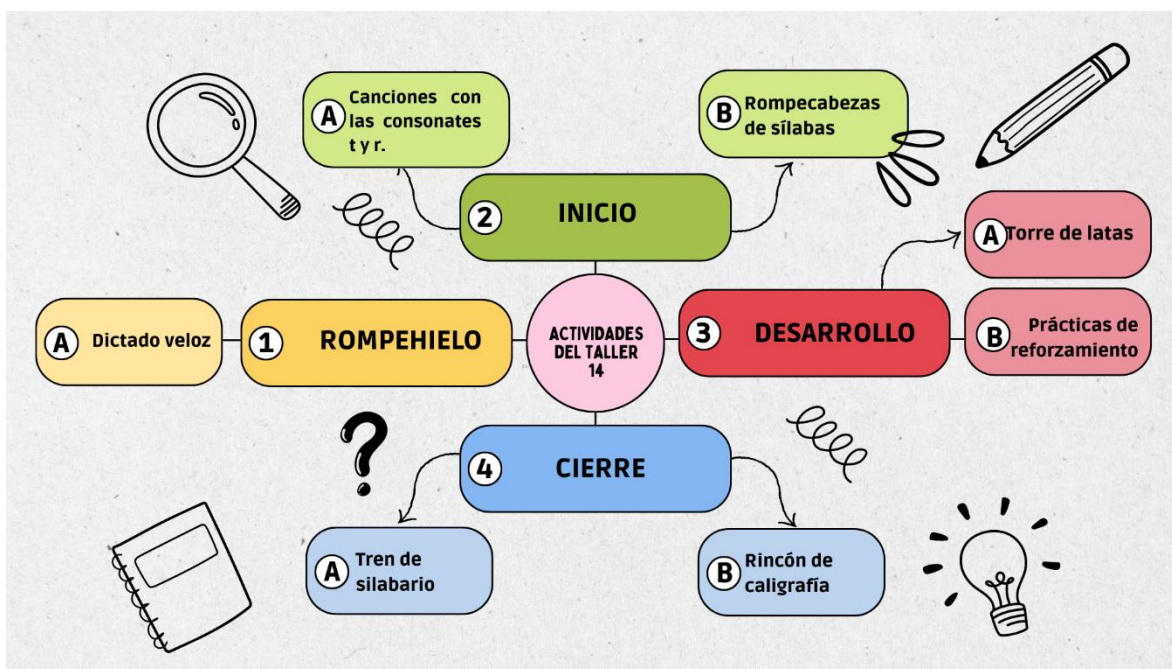 A
Canciones con
las consonates
t y r.
B
Rompecabezas
de sílabas
2
INICIO
A
Torre de latas
A
Dictado veloz
1
ROMPEHIELO
ACTIVIDADES
DEL TALLER
14
3
DESARROLLO
B
Prácticas de
reforzamiento
?
4
CIERRE
A
Tren de
silabario
B
Rincón de
caligrafía